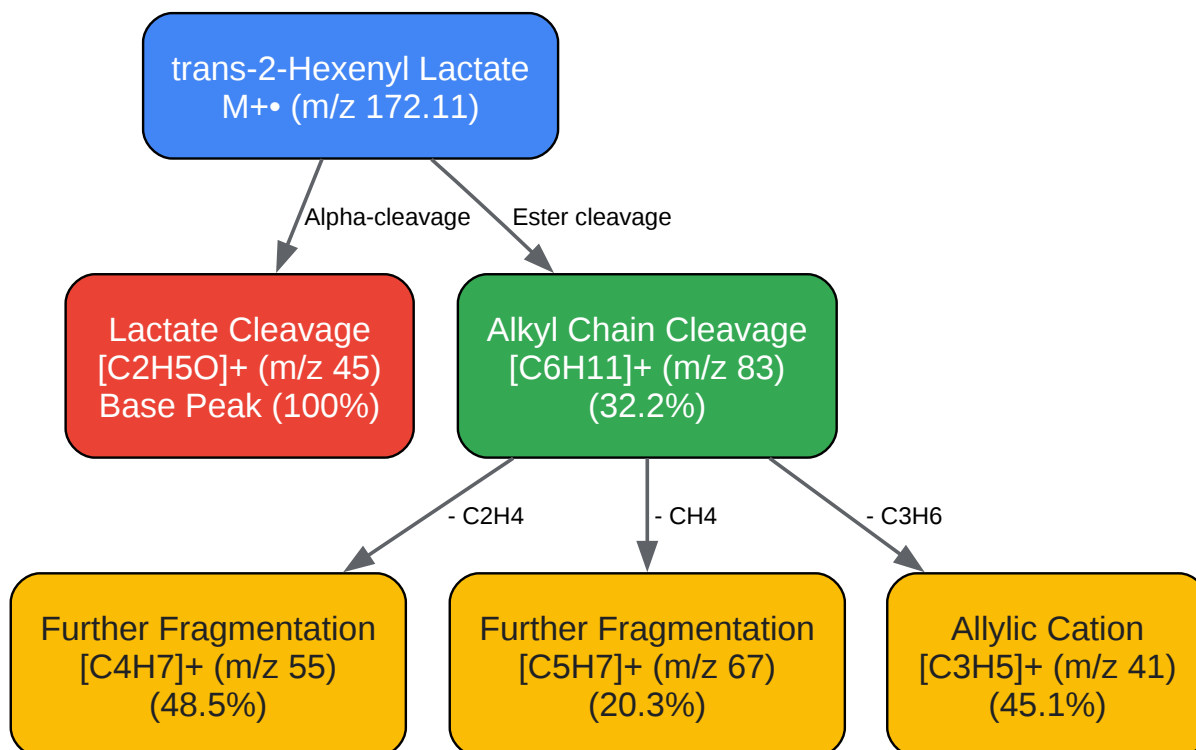 trans-2-Hexenyl Lactate
M+• (m/z 172.11)
Alpha-cleavage
Ester cleavage
Lactate Cleavage
[C2H5O]+ (m/z 45)
Base Peak (100%)
Alkyl Chain Cleavage
[C6H11]+ (m/z 83)
(32.2%)
- C2H4
- CH4
- C3H6
Further Fragmentation
[C4H7]+ (m/z 55)
(48.5%)
Further Fragmentation
[C5H7]+ (m/z 67)
(20.3%)
Allylic Cation
[C3H5]+ (m/z 41)
(45.1%)